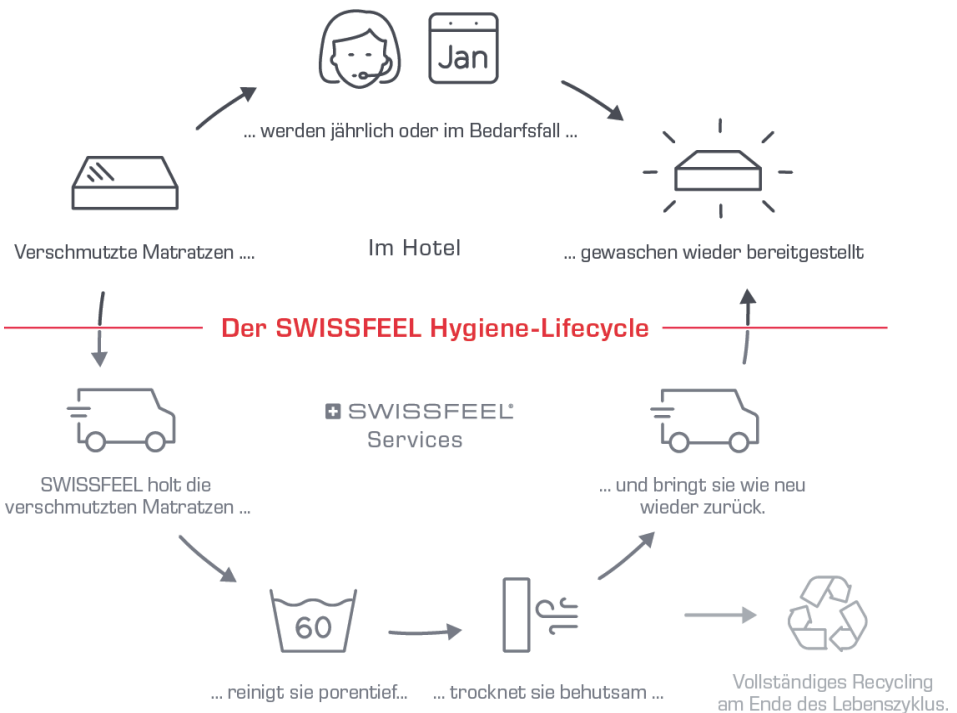 Jan
... werden jährlich oder im Bedarfsfall ...
Verschmutzte Matratzen ....
Im Hotel
... gewaschen wieder bereitgestellt
Der SWISSFEEL Hygiene-Lifecycle
SWISSFEEL®
Services
SWISSFEEL holt die
verschmutzten Matratzen ...
... und bringt sie wie neu
wieder zurück.
60
... reinigt sie porentief...
... trocknet sie behutsam ...
Vollständiges Recycling
am Ende des Lebenszyklus.